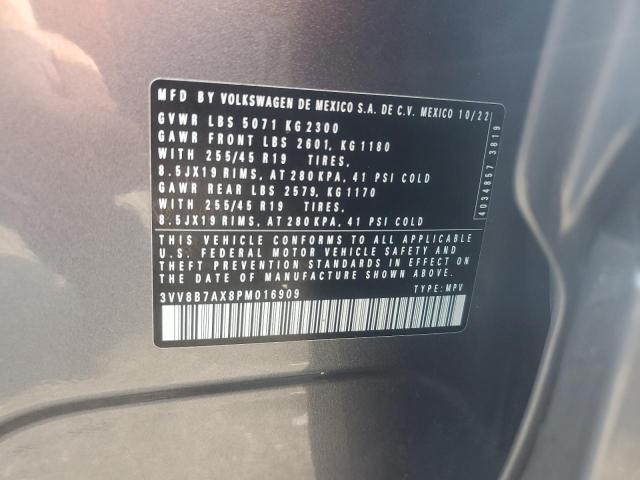 MFD BY VOLKSWAGEN DE MEXICO S.A. DE C.V. MEXICO 10/22
GVWR LBS 5071 KG 2300
GAWR FRONT LBS 2601, KG 1180
WITH 255/45 R19 TIRES,
8.5JX19 RIMS, AT 280 KPA, 41 PSI COLD
GAWR REAR LBS 2579, KG 1170
WITH 255/45 R19 TIRES,
8.5JX19 RIMS, AT 280 KPA, 41 PSI COLD
THIS VEHICLE CONFORMS TO ALL APPLICABLE
U.S. FEDERAL MOTOR VEHICLE SAFETY AND
THEFT PREVENTION STANDARDS IN EFFECT ON
THE DATE OF MANUFACTURE SHOWN ABOVE.
3VV8B7AX8PM016909 TYPE: MPV
4034857 3819